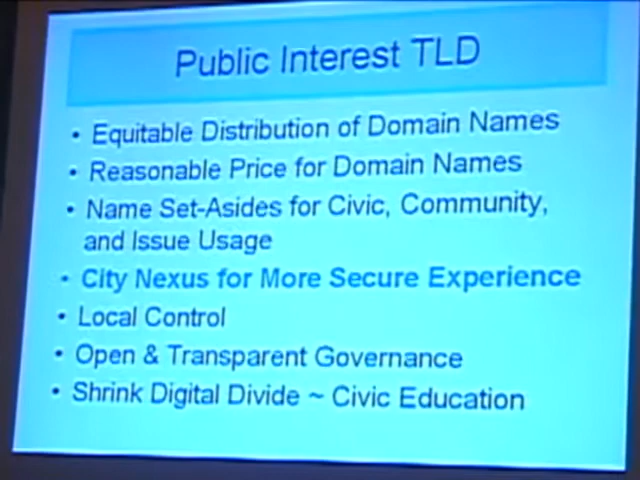 Public Interest TLD
• Equitable Distribution of Domain Names
• Reasonable Price for Domain Names
• Name Set-Asides for Civic, Community,
and Issue Usage
• City Nexus for More Secure Experience
• Local Control
• Open & Transparent Governance
• Shrink Digital Divide ~ Civic Education